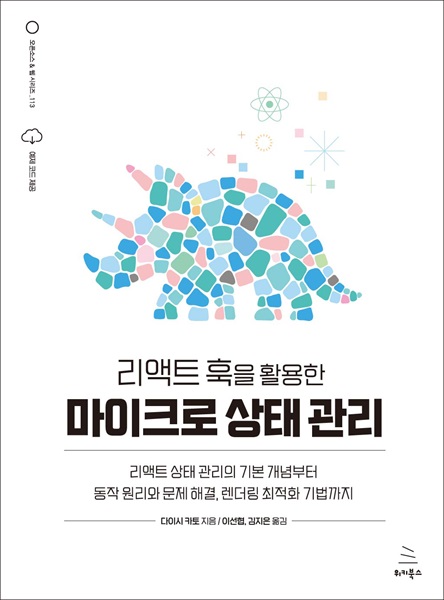 오픈소스 & 웹 시리즈_113
예제 코드 제공
리액트 훅을 활용한
마이크로 상태 관리
리액트 상태 관리의 기본 개념부터
동작 원리와 문제 해결, 렌더링 최적화 기법까지
다이시 카토 지음 / 이선협, 김지은 옮김
위키북스